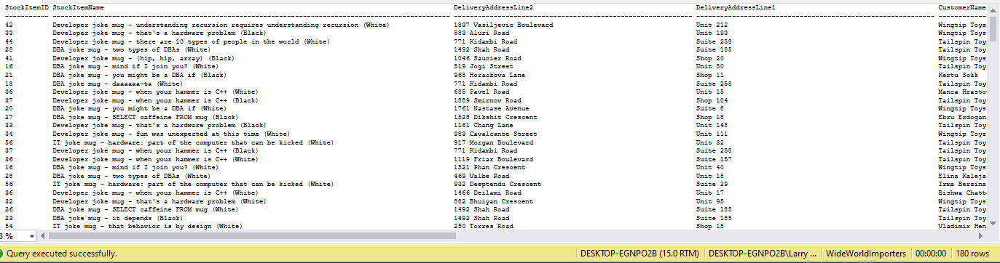 StockItemID StockItemName DeliveryAddressLine2 DeliveryAddressLine1 CustomerName
42 Developer joke mug - understanding recursion requires understanding recursion (White) 1837 Vasiljevic Boulevard Unit 212 Wingtip Toys
33 Developer joke mug - that's a hardware problem (Black) 583 Aluri Road Unit 193 Wingtip Toys
44 Developer joke mug - there are 10 types of people in the world (White) 771 Kidambi Road Suite 258 Tailspin Toy
28 DBA joke mug - two types of DBAs (White) 1492 Shah Road Suite 185 Tailspin Toy
41 Developer joke mug - (hip, hip, array) (Black) 1046 Saucier Road Shop 20 Wingtip Toys
16 DBA joke mug - mind if I join you? (White) 519 Jogi Street Unit 50 Tailspin Toy
21 DBA joke mug - you might be a DBA if (Black) 965 Horackova Lane Shop 11 Kertu Sokk
18 DBA joke mug - daaaaaa-ta (White) 771 Kidambi Road Suite 258 Tailspin Toy
36 Developer joke mug - when your hammer is C++ (White) 685 Pavel Road Unit 15 Manca Hrasto
37 Developer joke mug - when your hammer is C++ (Black) 1889 Smirnov Road Shop 104 Tailspin Toy
20 DBA joke mug - you might be a DBA if (White) 1761 Nastase Avenue Suite 8 Wingtip Toys
27 DBA joke mug - SELECT caffeine FROM mug (Black) 1528 Dikshit Crescent Shop 18 Ebru Erdogan
33 Developer joke mug - that's a hardware problem (Black) 1161 Chang Lane Unit 148 Tailspin Toy
34 Developer joke mug - fun was unexpected at this time (White) 983 Cavalcante Street Unit 111 Wingtip Toys
56 IT joke mug - hardware: part of the computer that can be kicked (White) 917 Morgan Boulevard Unit 32 Tailspin Toy
37 Developer joke mug - when your hammer is C++ (Black) 771 Kidambi Road Suite 258 Tailspin Toy
36 Developer joke mug - when your hammer is C++ (White) 1119 Friar Boulevard Suite 157 Tailspin Toy
16 DBA joke mug - mind if I join you? (White) 1521 Phan Crescent Unit 40 Wingtip Toys
28 DBA joke mug - two types of DBAs (White) 469 Valbe Road Unit 18 Elina Kaleja
56 IT joke mug - hardware: part of the computer that can be kicked (White) 932 Deeptendu Crescent Suite 29 Irma Berzina
36 Developer joke mug - when your hammer is C++ (White) 1466 Deilami Road Unit 17 Bishwa Chatt
32 Developer joke mug - that's a hardware problem (White) 882 Bhuiyan Crescent Unit 95 Wingtip Toys
26 DBA joke mug - SELECT caffeine FROM mug (White) 1492 Shah Road Suite 185 Tailspin Toy
23 DBA joke mug - it depends (Black) 1492 Shah Road Suite 185 Tailspin Toy
54 IT joke mug - that behavior is by design (White) 250 Torres Road Shop 15 Vladimir Hen
%
Query executed successfully. DESKTOP-EGNPO2B (15.0 RTM) DESKTOP-EGNPO2B\Larry ... WideWorldImporters 00:00:00 180 rows